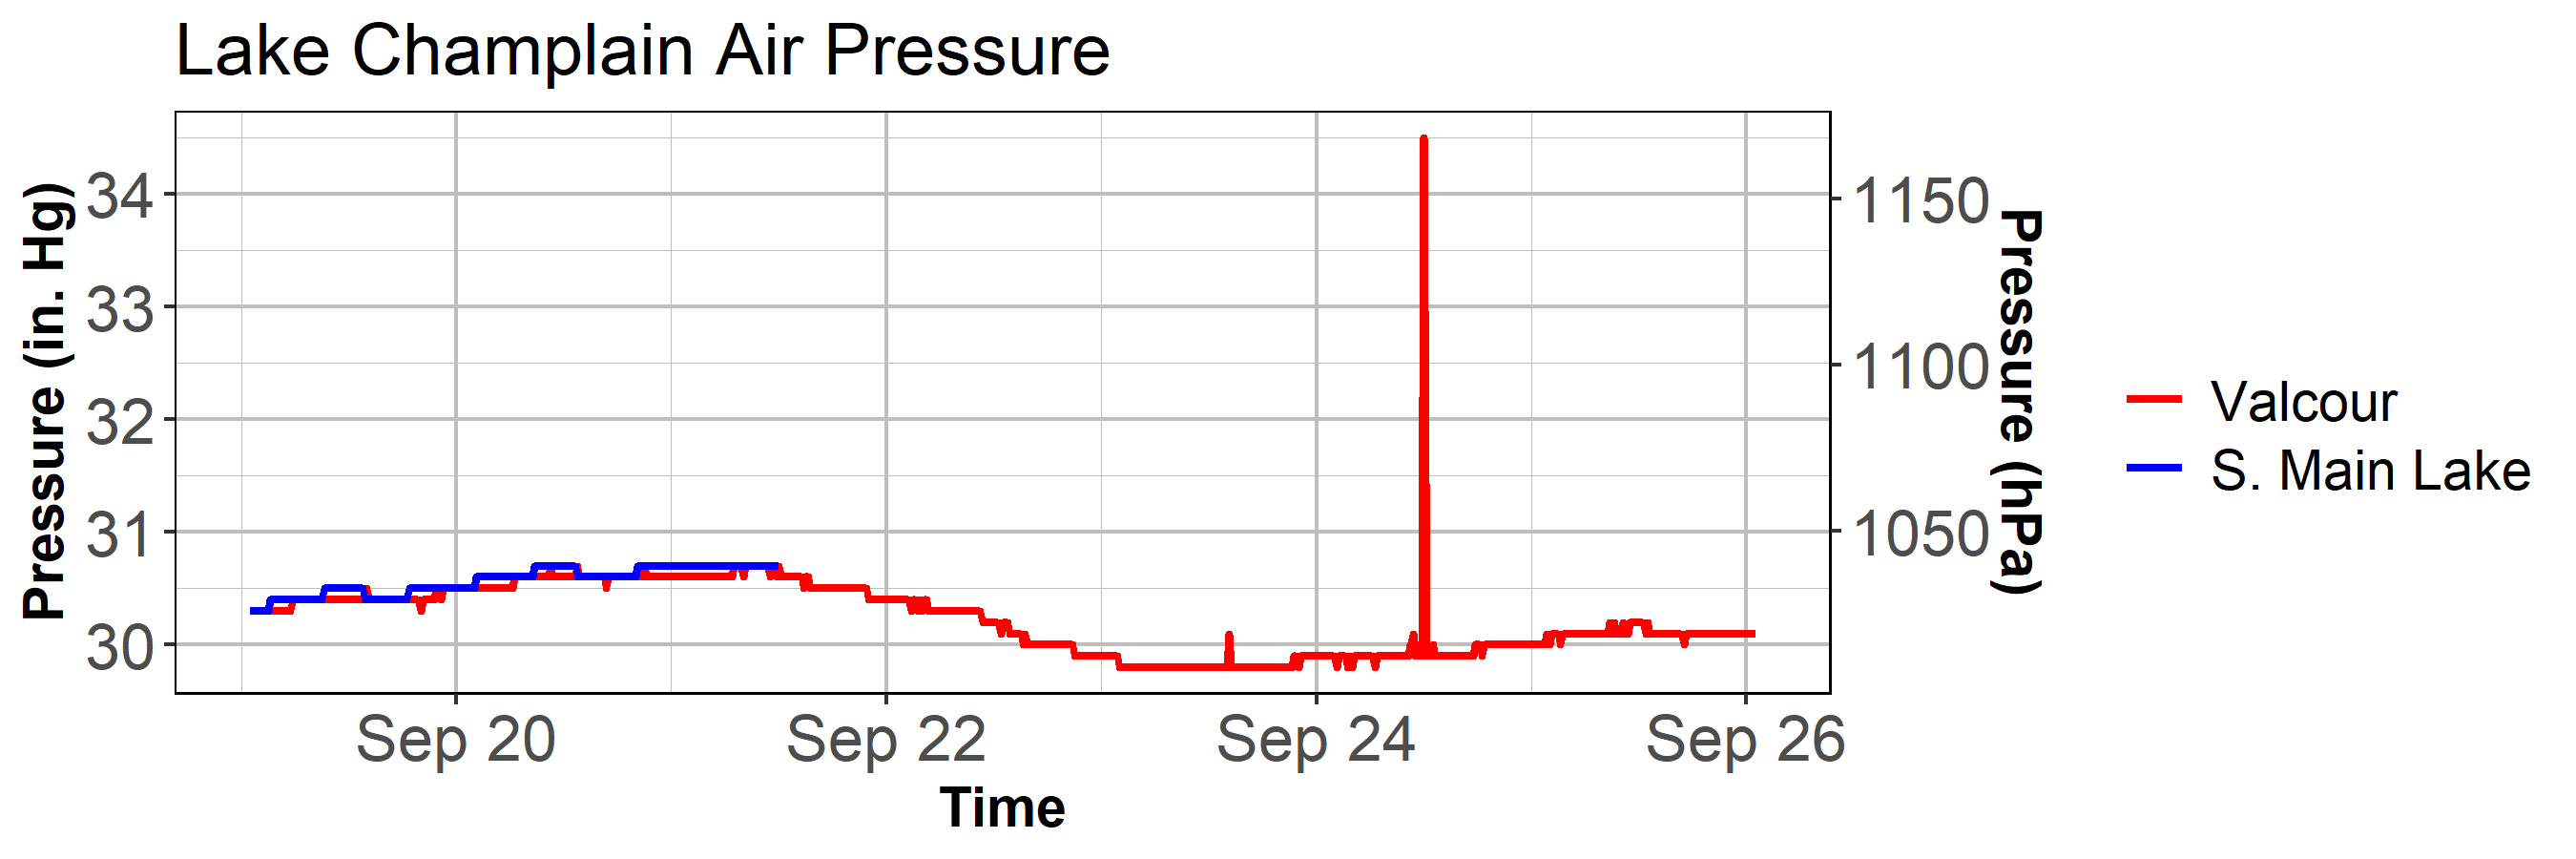 Lake Champlain Air Pressure
Pressure (in. Hg)
34
33
32
31
30
1150
1100
1050
Pressure (hPa)
Sep 20
Sep 22
Sep 24
Sep 26
Time
Valcour
S. Main Lake